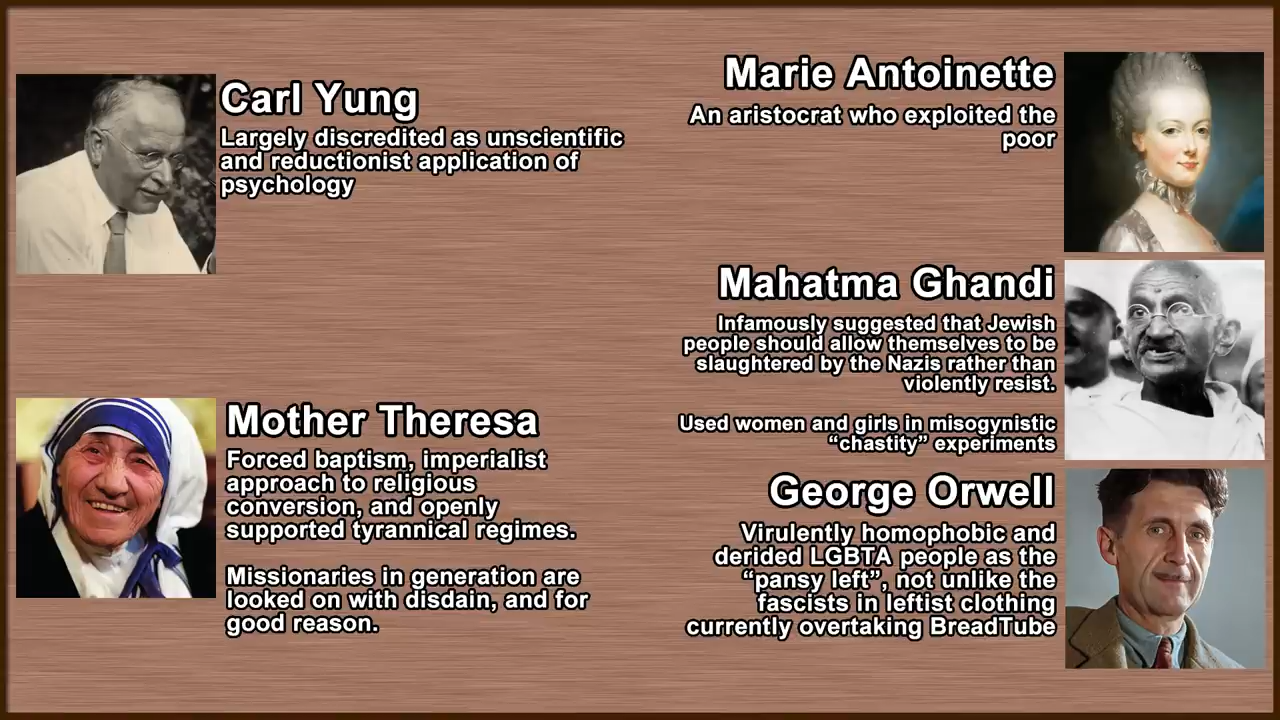 Carl Yung
Largely discredited as unscientific
and reductionist application of
psychology
Mother Theresa
Forced baptism, imperialist
approach to religious
conversion, and openly
supported tyrannical regimes.
Missionaries in generation are
looked on with disdain, and for
good reason.
Marie Antoinette
An aristocrat who exploited the
poor
Mahatma Ghandi
Infamously suggested that Jewish
people should allow themselves to be
slaughtered by the Nazis rather than
violently resist.
Used women and girls in misogynistic
“chastity” experiments
George Orwell
Virulently homophobic and
derided LGBTA people as the
“pansy left”, not unlike the
fascists in leftist clothing
currently overtaking BreadTube